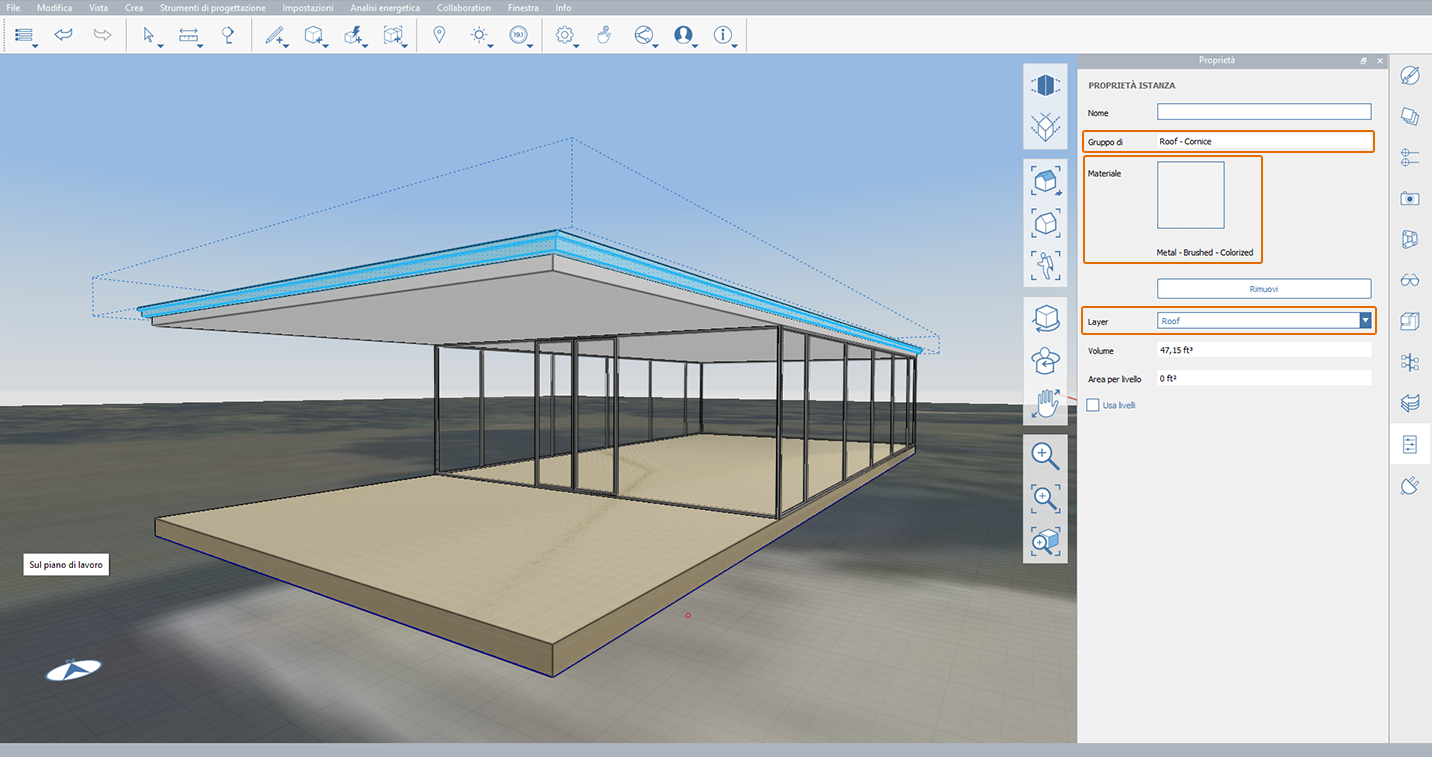 File Modifica Vista Crea Strumenti di progettazione Impostazioni Analisi energetica Collaboration Finestra Info
19.1
Proprietà
PROPRIETÀ ISTANZA
Nome
Gruppo di Roof - Cornice
Materiale
Metal - Brushed - Colorized
Rimuovi
Layer Roof
Volume 47,15 ft³
Area per livello 0 ft²
Usa livelli
Sul piano di lavoro